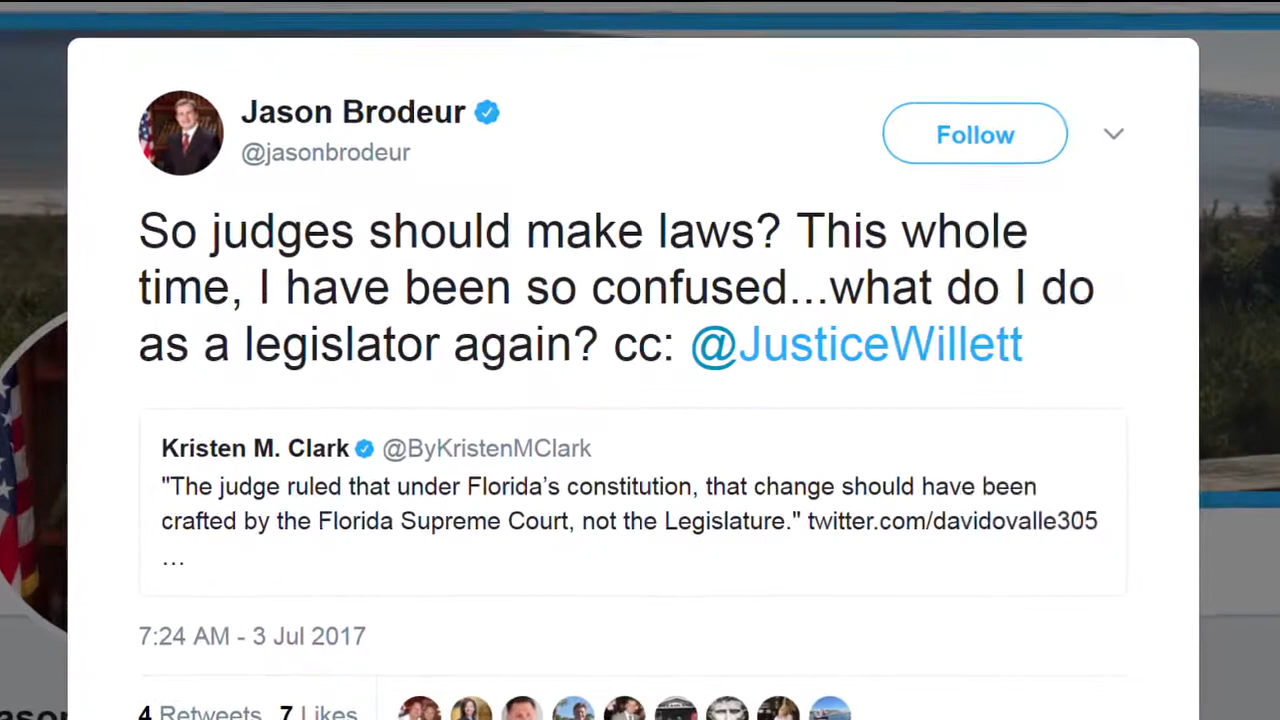 Jason Brodeur
@jasonbrodeur
Follow
So judges should make laws? This whole
time, I have been so confused...what do I do
as a legislator again? cc: @JusticeWillett
Kristen M. Clark @ByKristenMClark
"The judge ruled that under Florida’s constitution, that change should have been
crafted by the Florida Supreme Court, not the Legislature." twitter.com/davidovalle305
…
7:24 AM - 3 Jul 2017
4 Retweets 7 Likes